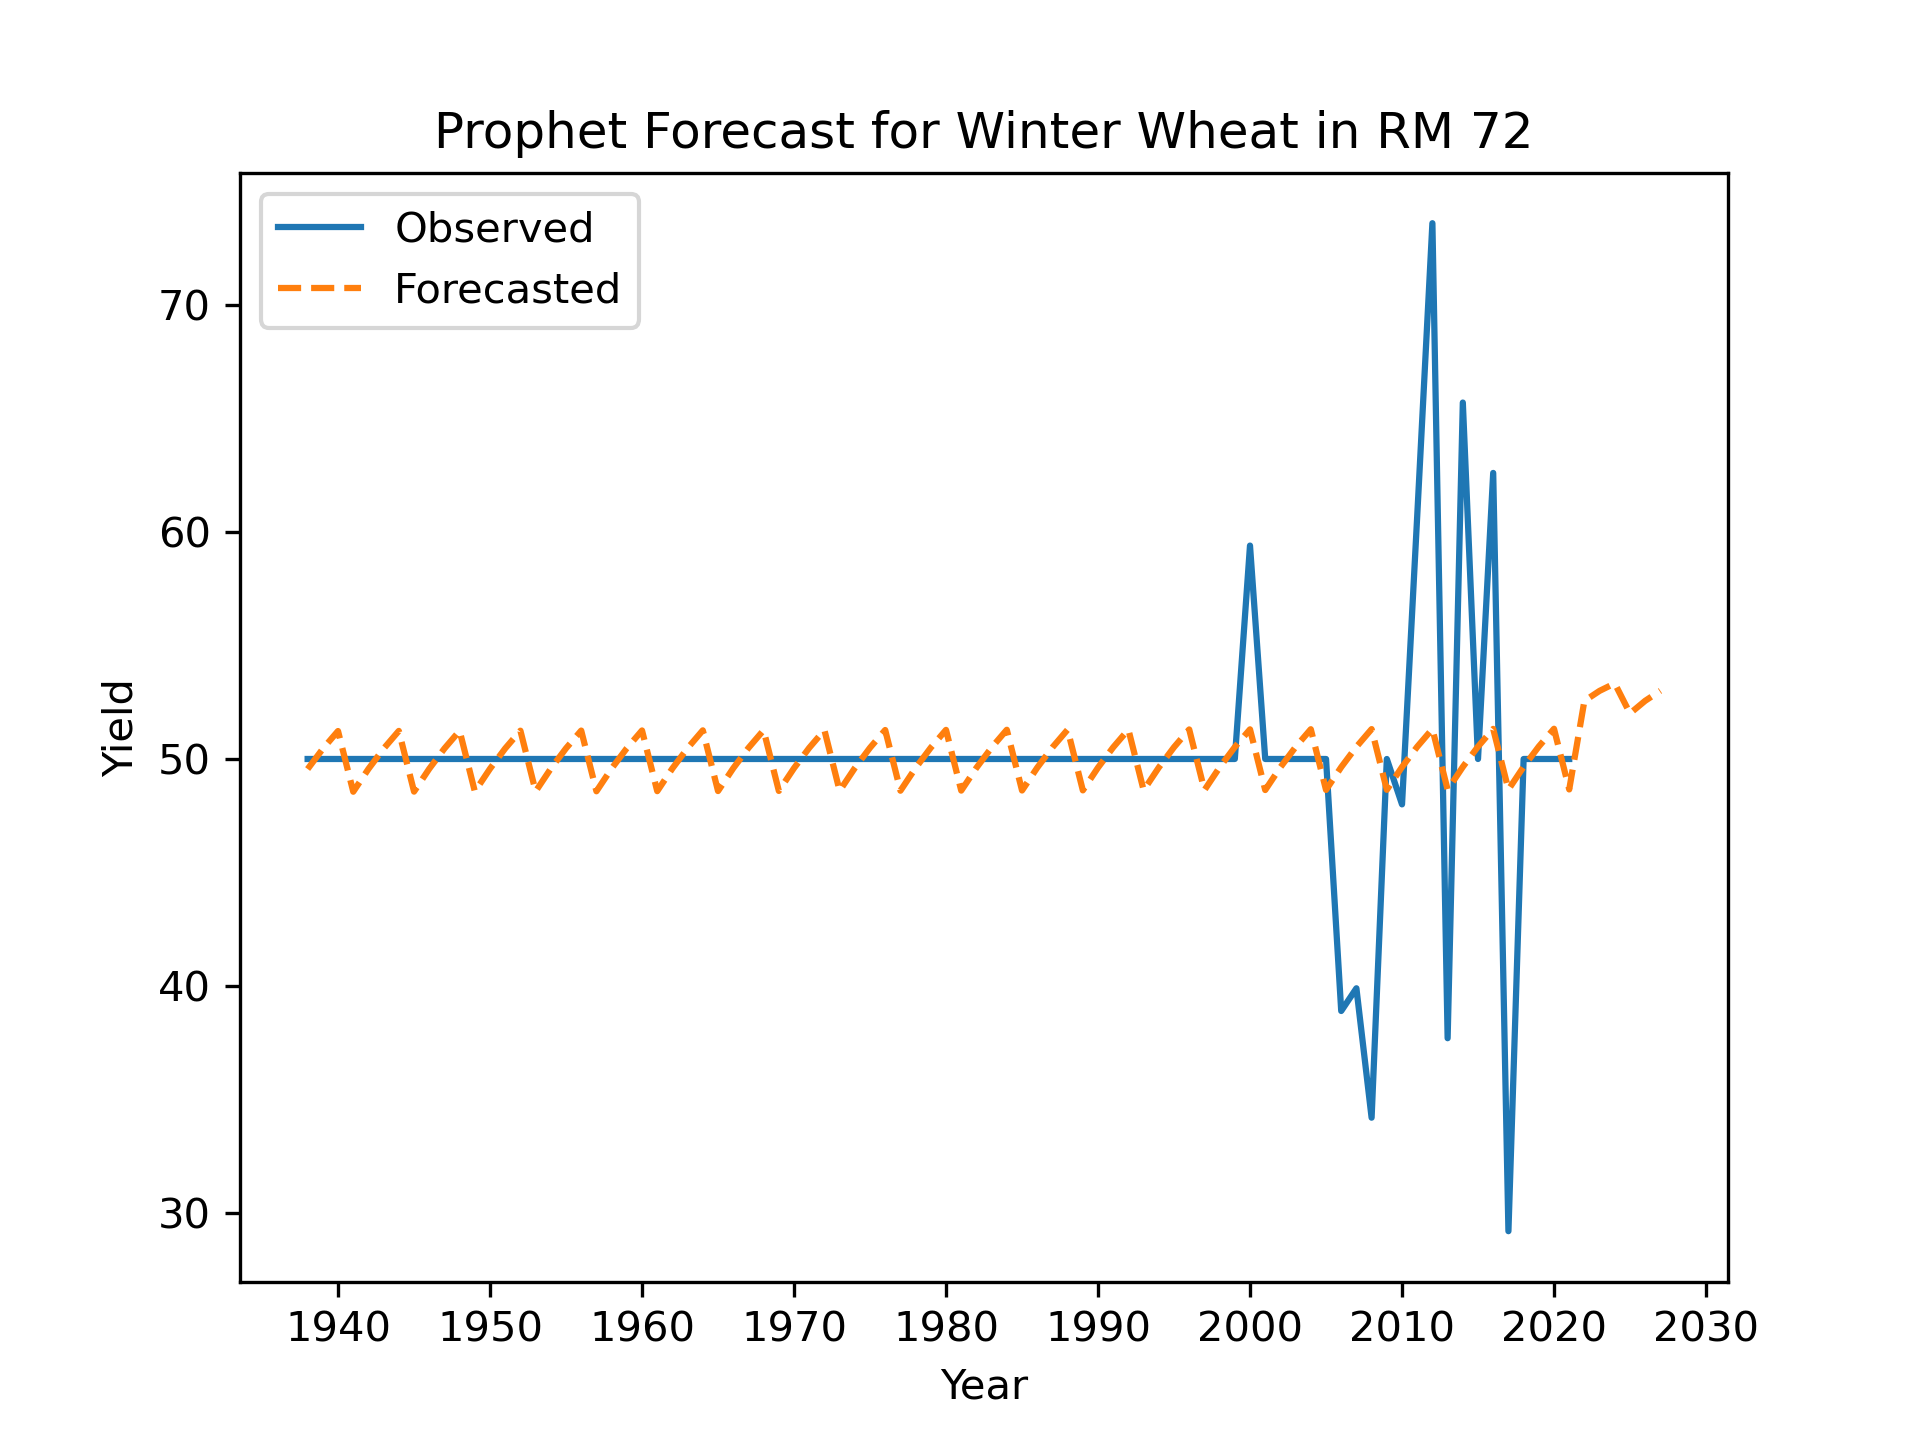 Prophet Forecast for Winter Wheat in RM 72
Observed
Forecasted
70
60
50
40
30
Yield
1940 1950 1960 1970 1980 1990 2000 2010 2020 2030
Year